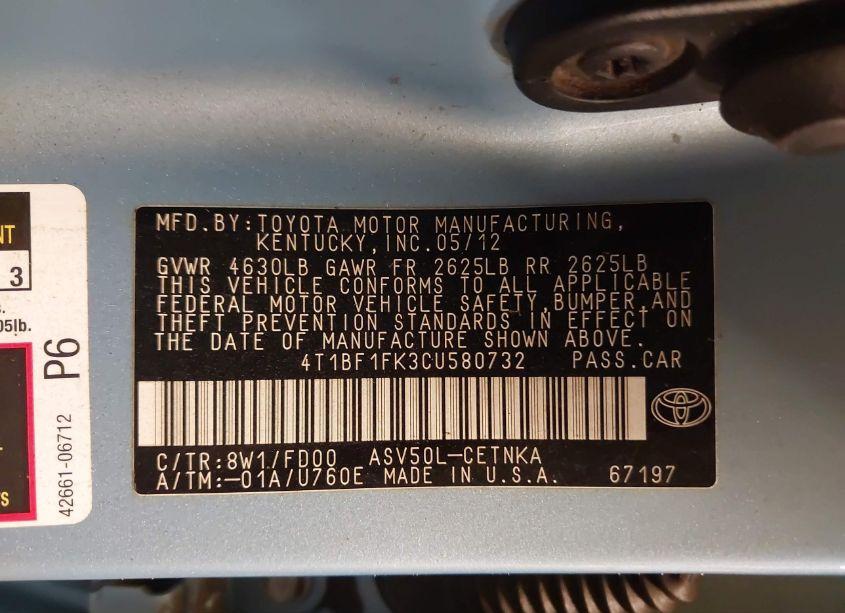 MFD.BY:TOYOTA MOTOR MANUFACTURING,
KENTUCKY,INC.05/12
GVWR 4630LB GAWR FR 2625LB RR 2625LB
THIS VEHICLE CONFORMS TO ALL APPLICABLE
FEDERAL MOTOR VEHICLE SAFETY,BUMPER,AND
THEFT PREVENTION STANDARDS IN EFFECT ON
THE DATE OF MANUFACTURE SHOWN ABOVE.
4T1BF1FK3CU580732 PASS.CAR
C/TR:8W1/FD00 ASV50L-CETNKA
A/TM:-01A/U760E MADE IN U.S.A. 67197
3
P6
42661-06712